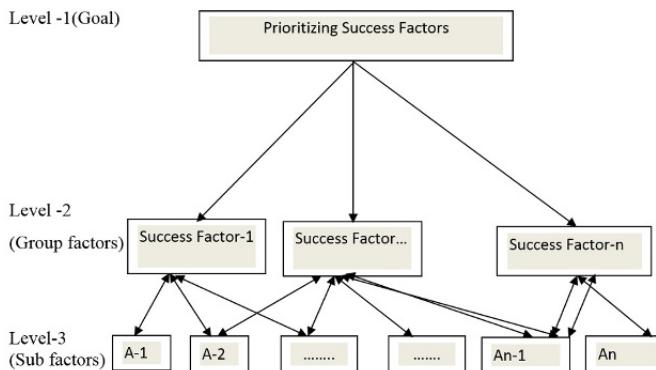 Level -1(Goal)
Prioritizing Success Factors
Level -2
(Group factors)
Success Factor-1
Success Factor...
Success Factor-n
Level-3
(Sub factors)
A-1
A-2
........
.......
An-1
An